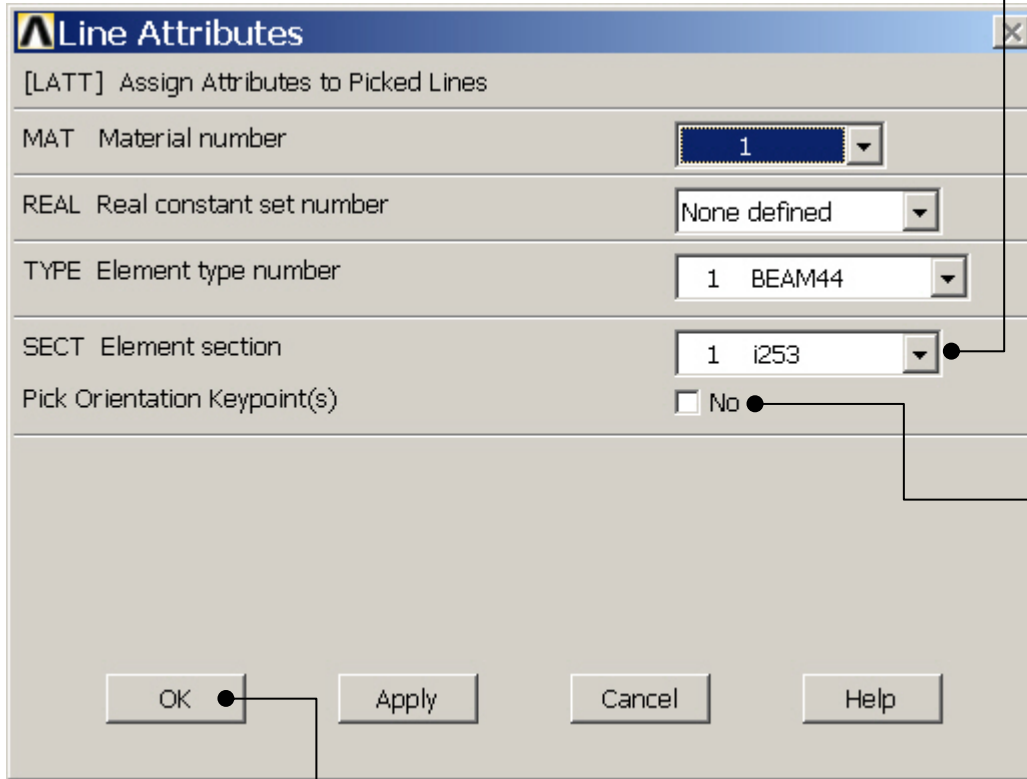 Line Attributes
[LATT] Assign Attributes to Picked Lines
MAT Material number 1
REAL Real constant set number None defined
TYPE Element type number 1 BEAM44
SECT Element section 1 i253
Pick Orientation Keypoint(s) No
OK Apply Cancel Help